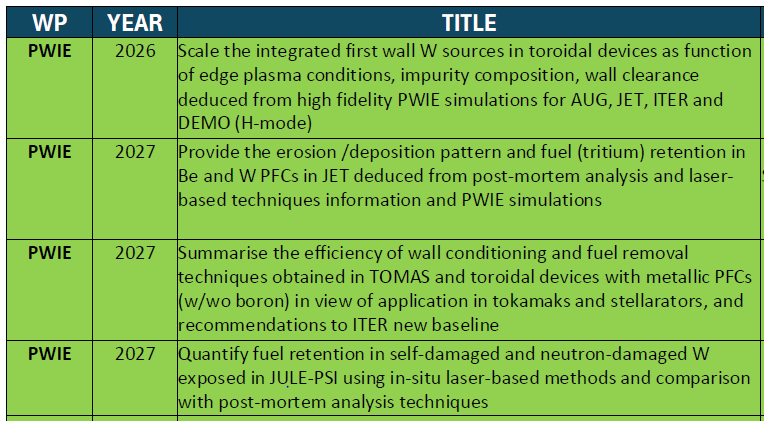 WP YEAR TITLE
PWIE 2026 Scale the integrated first wall W sources in toroidal devices as function
of edge plasma conditions, impurity composition, wall clearance
deduced from high fidelity PWIE simulations for AUG, JET, ITER and
DEMO (H-mode)
PWIE 2027 Provide the erosion /deposition pattern and fuel (tritium) retention in
Be and W PFCs in JET deduced from post-mortem analysis and laser-
based techniques information and PWIE simulations
PWIE 2027 Summarise the efficiency of wall conditioning and fuel removal
techniques obtained in TOMAS and toroidal devices with metallic PFCs
(w/wo boron) in view of application in tokamaks and stellarators, and
recommendations to ITER new baseline
PWIE 2027 Quantify fuel retention in self-damaged and neutron-damaged W
exposed in JULE-PSI using in-situ laser-based methods and comparison
with post-mortem analysis techniques